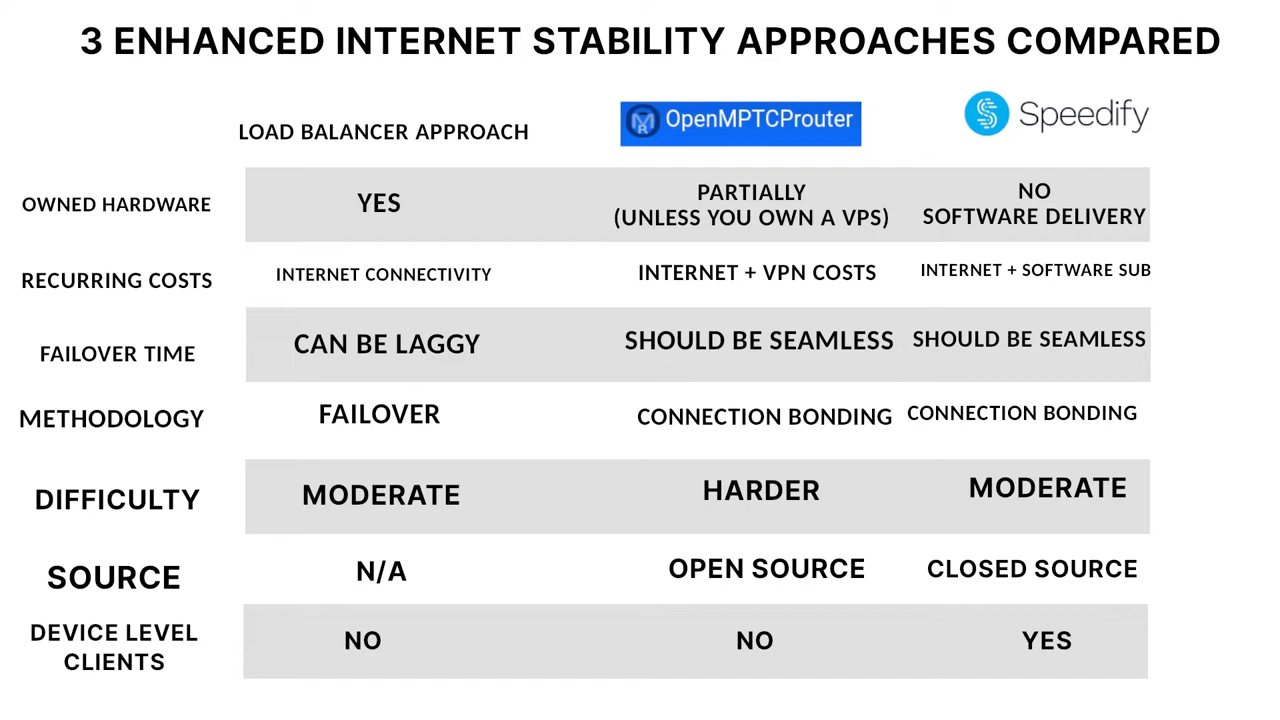 3 ENHANCED INTERNET STABILITY APPROACHES COMPARED
LOAD BALANCER APPROACH
OpenMPTCProuter
Speedify
OWNED HARDWARE
YES
PARTIALLY
(UNLESS YOU OWN A VPS)
NO
SOFTWARE DELIVERY
RECURRING COSTS
INTERNET CONNECTIVITY
INTERNET + VPN COSTS
INTERNET + SOFTWARE SUB
FAILOVER TIME
CAN BE LAGGY
SHOULD BE SEAMLESS
SHOULD BE SEAMLESS
METHODOLOGY
FAILOVER
CONNECTION BONDING
CONNECTION BONDING
DIFFICULTY
MODERATE
HARDER
MODERATE
SOURCE
N/A
OPEN SOURCE
CLOSED SOURCE
DEVICE LEVEL
CLIENTS
NO
NO
YES